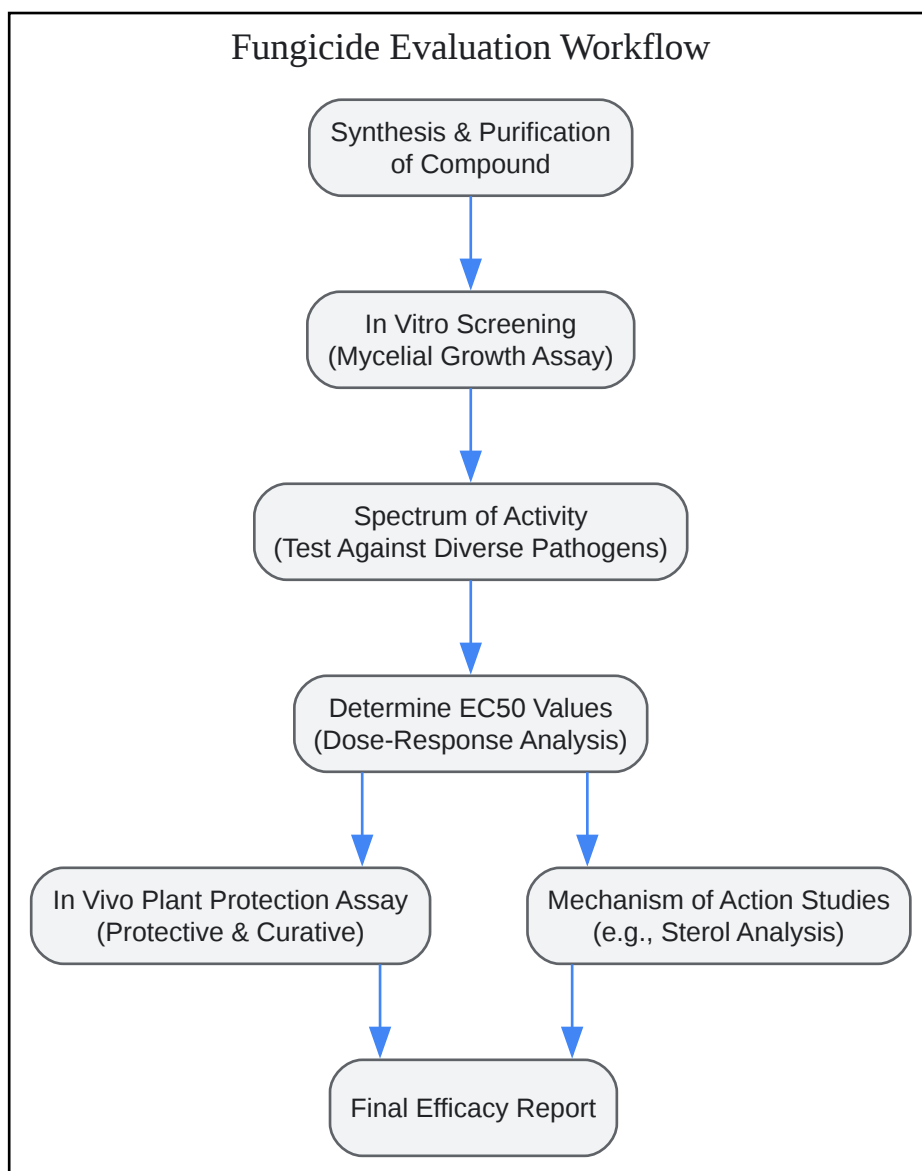 Fungicide Evaluation Workflow
Synthesis & Purification
of Compound
In Vitro Screening
(Mycelial Growth Assay)
Spectrum of Activity
(Test Against Diverse Pathogens)
Determine EC50 Values
(Dose-Response Analysis)
In Vivo Plant Protection Assay
(Protective & Curative)
Mechanism of Action Studies
(e.g., Sterol Analysis)
Final Efficacy Report